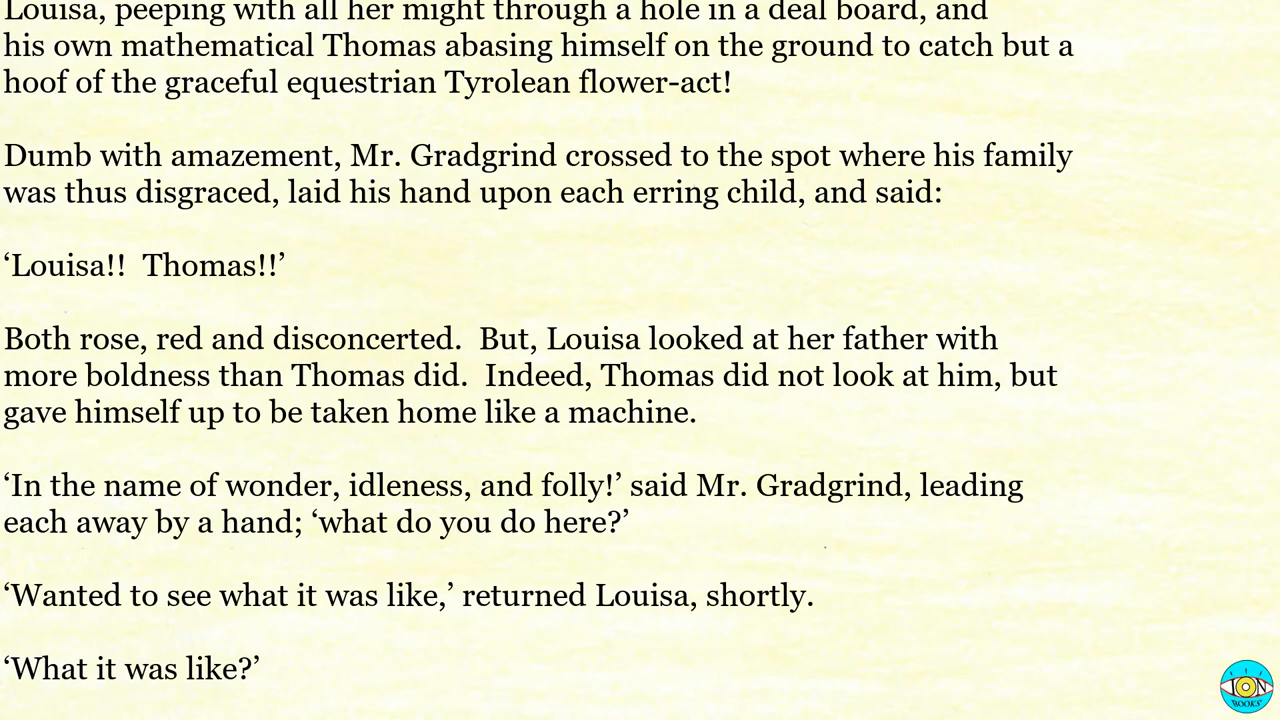 Louisa, peeping with all her might through a hole in a deal board, and
his own mathematical Thomas abasing himself on the ground to catch but a
hoof of the graceful equestrian Tyrolean flower-act!
Dumb with amazement, Mr. Gradgrind crossed to the spot where his family
was thus disgraced, laid his hand upon each erring child, and said:
‘Louisa!!  Thomas!!’
Both rose, red and disconcerted.  But, Louisa looked at her father with
more boldness than Thomas did.  Indeed, Thomas did not look at him, but
gave himself up to be taken home like a machine.
‘In the name of wonder, idleness, and folly!’ said Mr. Gradgrind, leading
each away by a hand; ‘what do you do here?’
‘Wanted to see what it was like,’ returned Louisa, shortly.
‘What it was like?’
ION
BOOKS